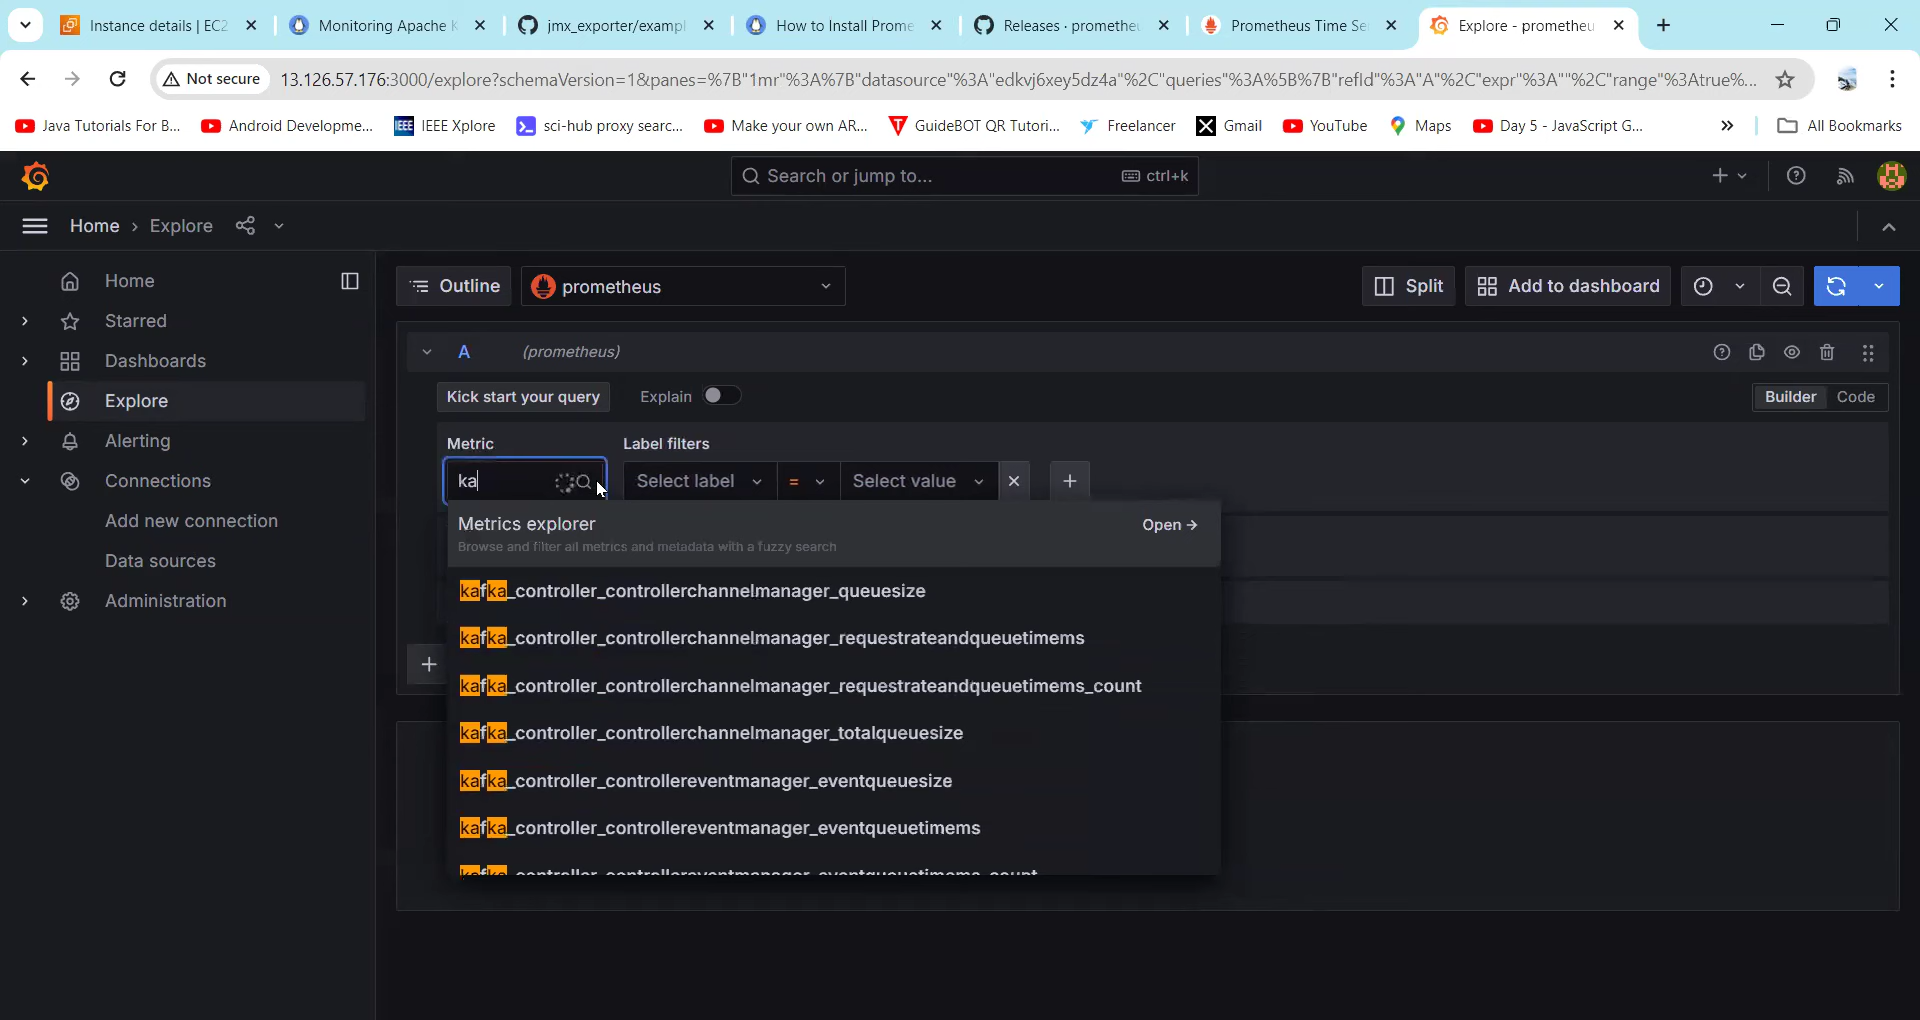 Instance details | EC2
Monitoring Apache K
jmx_exporter/exampl
How to Install Prome
Releases · promethe
Prometheus Time Se
Explore - prometheu
Not secure
13.126.57.176:3000/explore?schemaVersion=1&panes=%7B"1mr"%3A%7B"datasource"%3A"edkvj6xey5dz4a"%2C"queries"%3A%5B%7B"refId"%3A"A"%2C"expr"%3A""%2C"range"%3Atrue%...
Java Tutorials For B...
Android Developme...
IEEE Xplore
sci-hub proxy searc...
Make your own AR...
GuideBOT QR Tutori...
Freelancer
Gmail
YouTube
Maps
Day 5 - JavaScript G...
All Bookmarks
Search or jump to...
ctrl+k
Home › Explore
Home
Starred
Dashboards
Explore
Alerting
Connections
Add new connection
Data sources
Administration
Outline
prometheus
Split
Add to dashboard
A
(prometheus)
Kick start your query
Explain
Builder
Code
Metric
Label filters
ka
Select label
=
Select value
Metrics explorer
Open →
Browse and filter all metrics and metadata with a fuzzy search
kafka_controller_controllerchannelmanager_queuesize
kafka_controller_controllerchannelmanager_requestrateandqueuetimems
kafka_controller_controllerchannelmanager_requestrateandqueuetimems_count
kafka_controller_controllerchannelmanager_totalqueuesize
kafka_controller_controllereventmanager_eventqueuesize
kafka_controller_controllereventmanager_eventqueuetimems
kafka_controller_controllereventmanager_eventqueuetimems_count